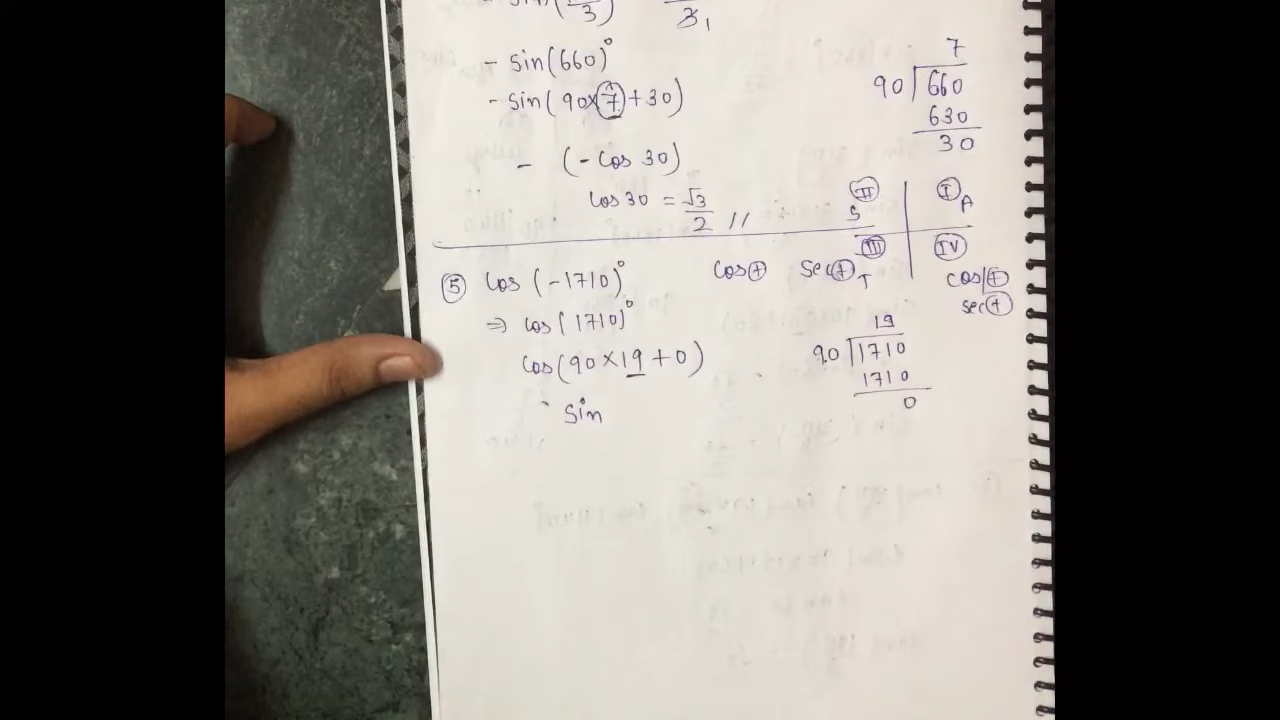 - sin(660)°
- sin(90×7+30)
- (-cos 30)
cos 30 = √3/2 //
7
90 | 660
630
30
II I
S A
III IV
T cos(+)
sec(+)
5 cos(-1710)° cos(+) sec(+)
⇒ cos(1710)°
cos(90×19+0)
- sin
19
90 | 1710
1710
0